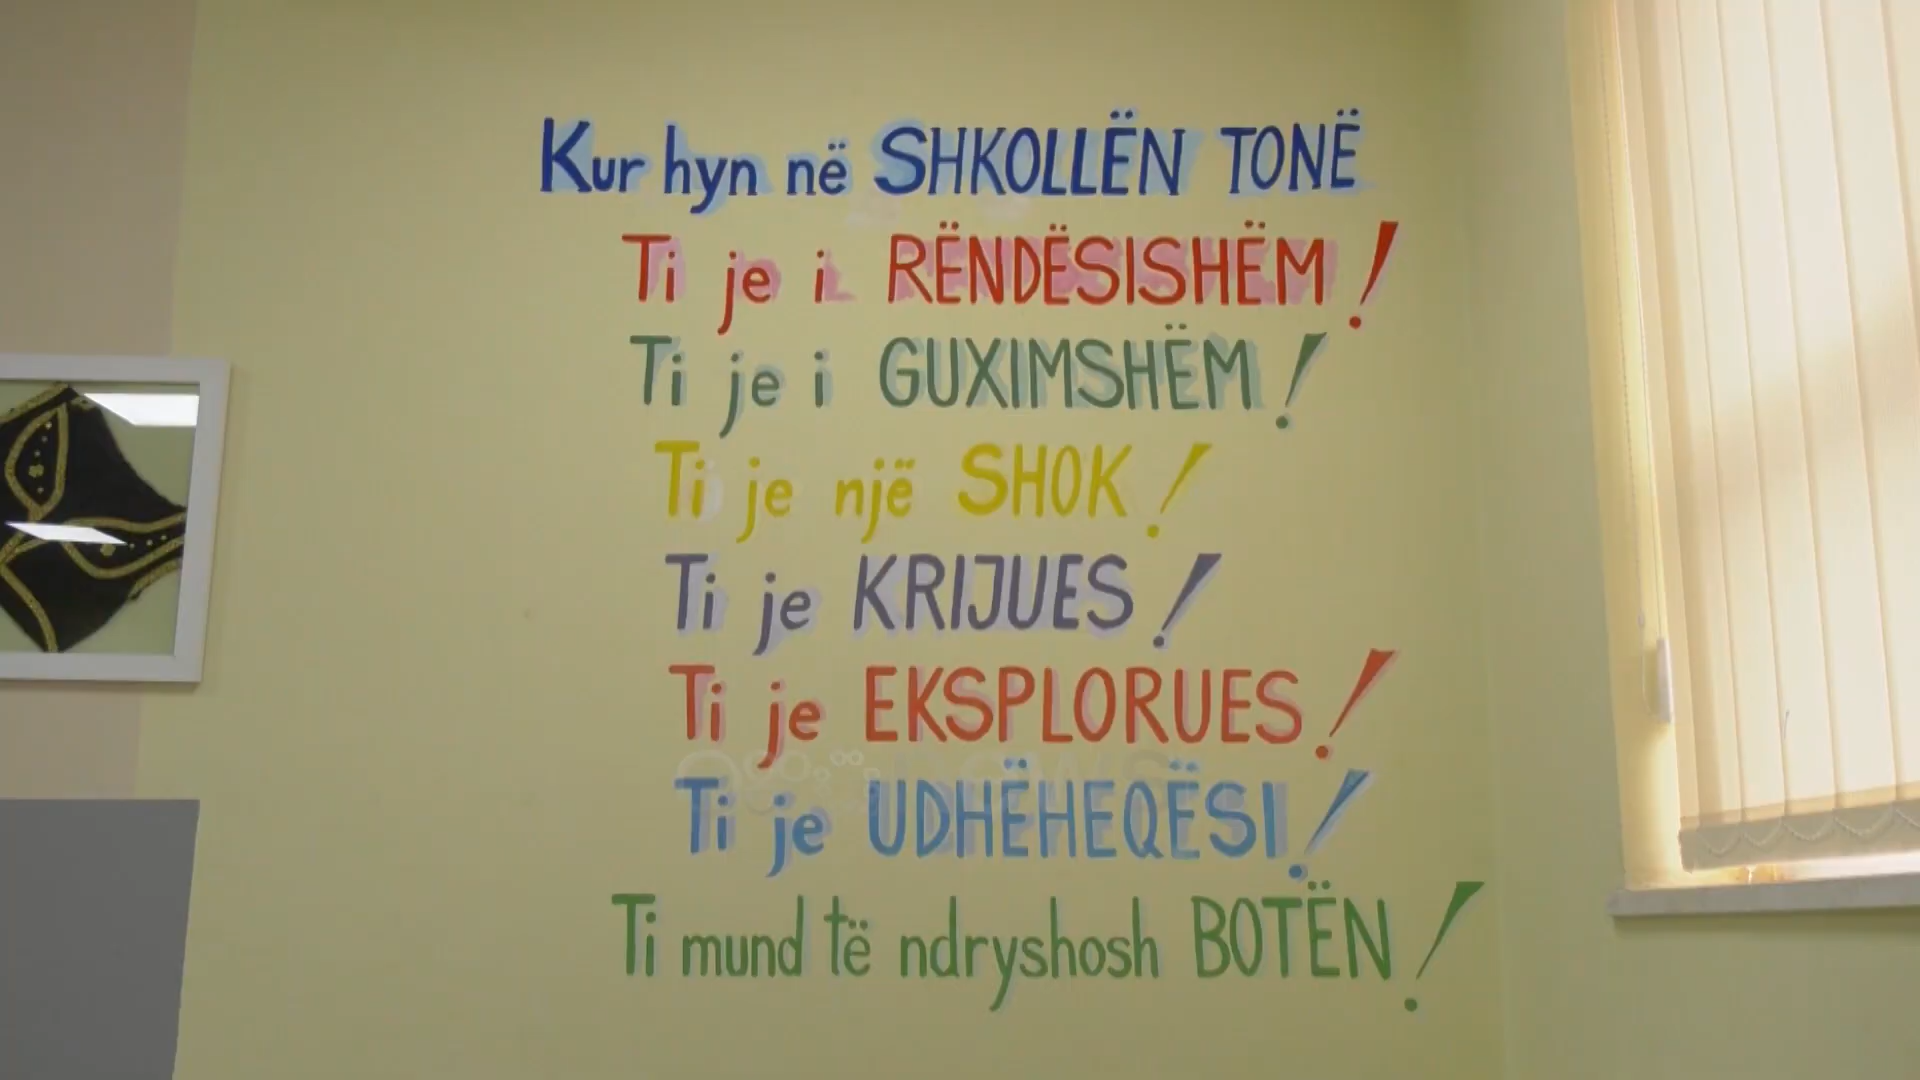 Kur hyn në SHKOLLËN TONË
Ti je i RËNDËSISHËM!
Ti je i GUXIMSHËM!
Ti je një SHOK!
Ti je KRIJUES!
Ti je EKSPLORUES!
Ti je UDHËHEQËSI!
Ti mund të ndryshosh BOTËN!